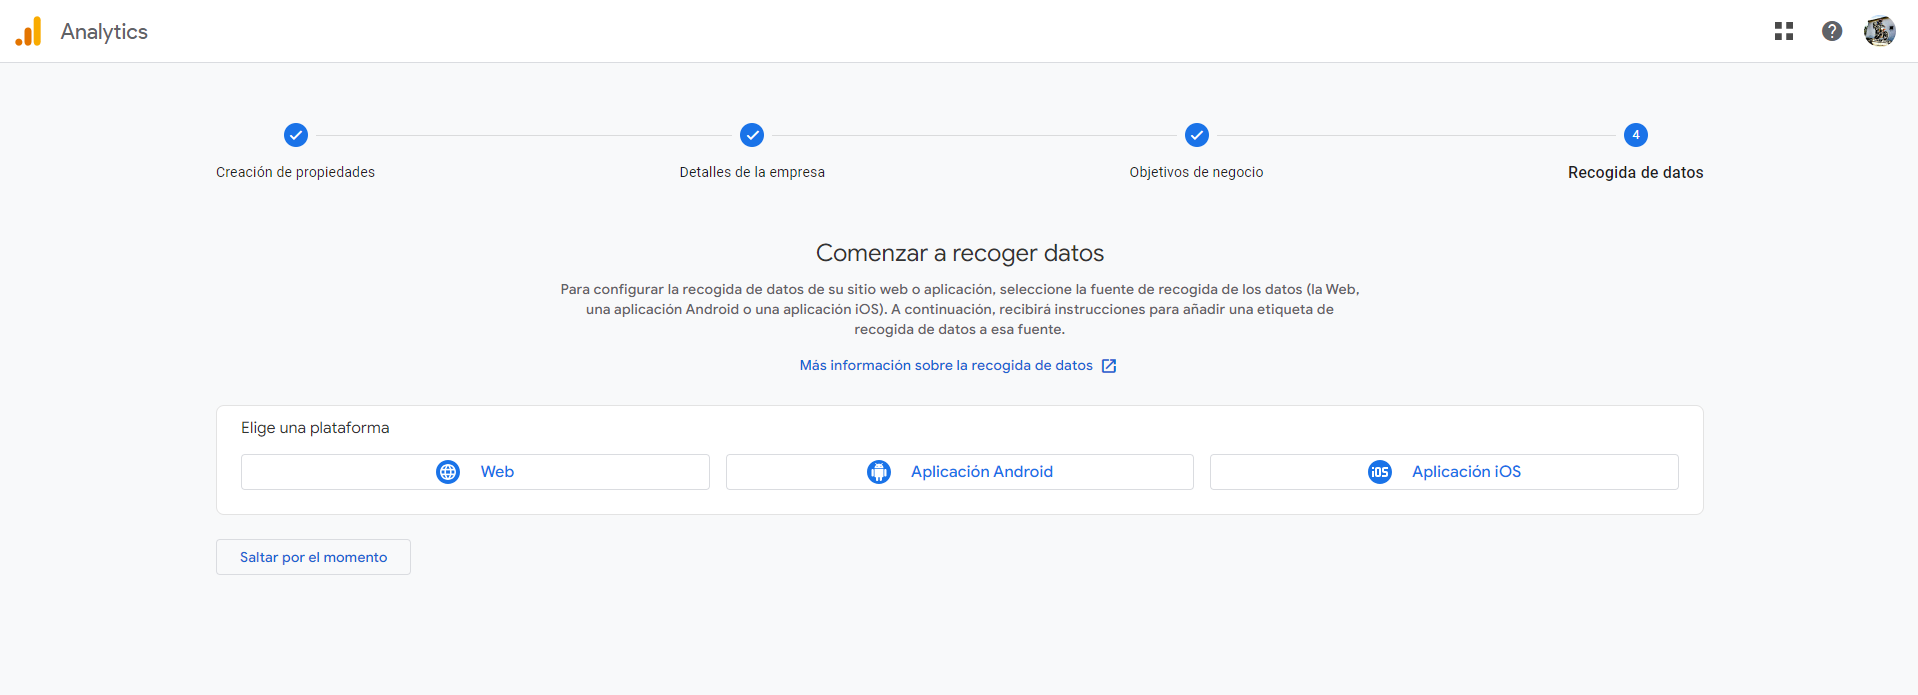 Analytics
4
Creación de propiedades
Detalles de la empresa
Objetivos de negocio
Recogida de datos
Comenzar a recoger datos
Para configurar la recogida de datos de su sitio web o aplicación, seleccione la fuente de recogida de los datos (la Web,
una aplicación Android o una aplicación iOS). A continuación, recibirá instrucciones para añadir una etiqueta de
recogida de datos a esa fuente.
Más información sobre la recogida de datos
Elige una plataforma
Web
Aplicación Android
iOS Aplicación iOS
Saltar por el momento